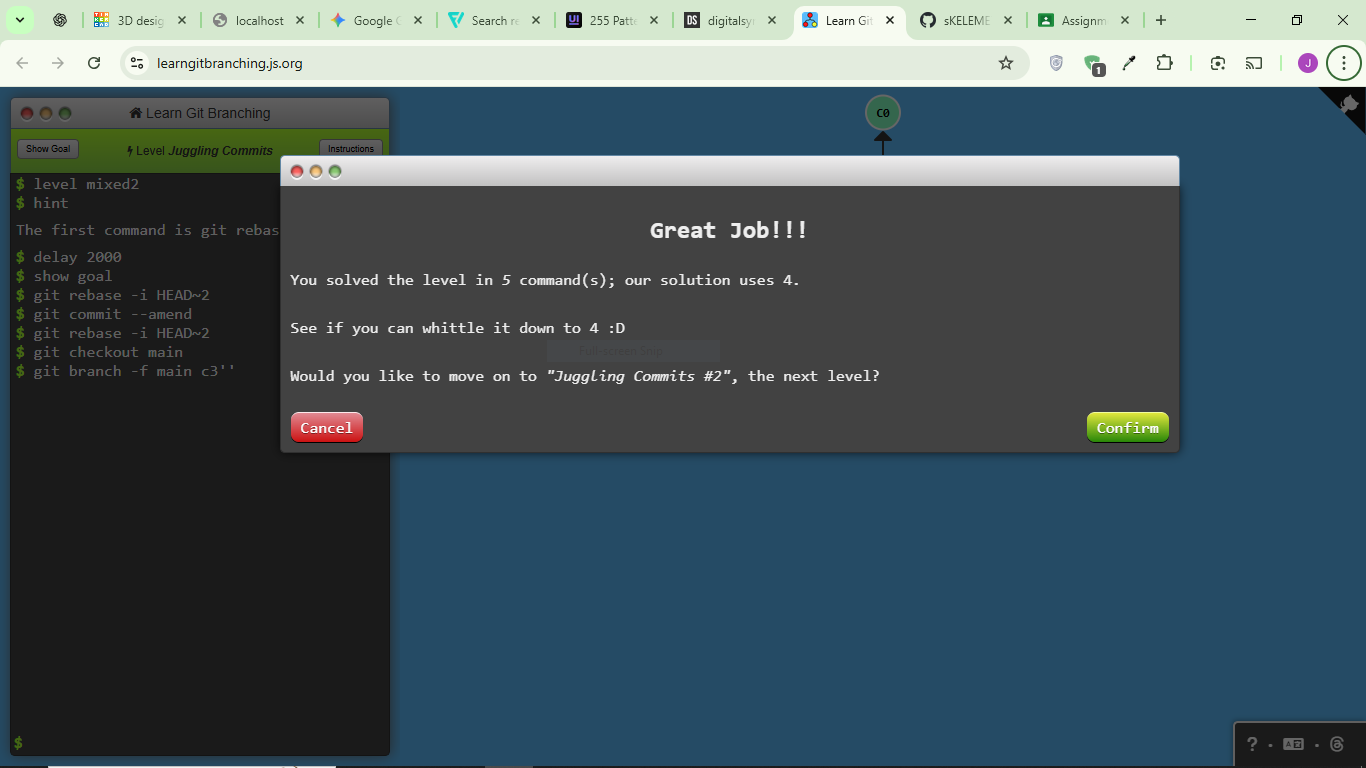 3D desig
localhost
Google G
Search re
255 Patte
digitalsy
Learn Git
sKELEME
Assignm
learngitbranching.js.org
1
J
Learn Git Branching
C0
Show Goal
Level Juggling Commits
Instructions
$ level mixed2
$ hint
The first command is git rebas
$ delay 2000
$ show goal
$ git rebase -i HEAD~2
$ git commit --amend
$ git rebase -i HEAD~2
$ git checkout main
$ git branch -f main c3''
Great Job!!!
You solved the level in 5 command(s); our solution uses 4.
See if you can whittle it down to 4 :D
Would you like to move on to "Juggling Commits #2", the next level?
Cancel
Confirm
$
?